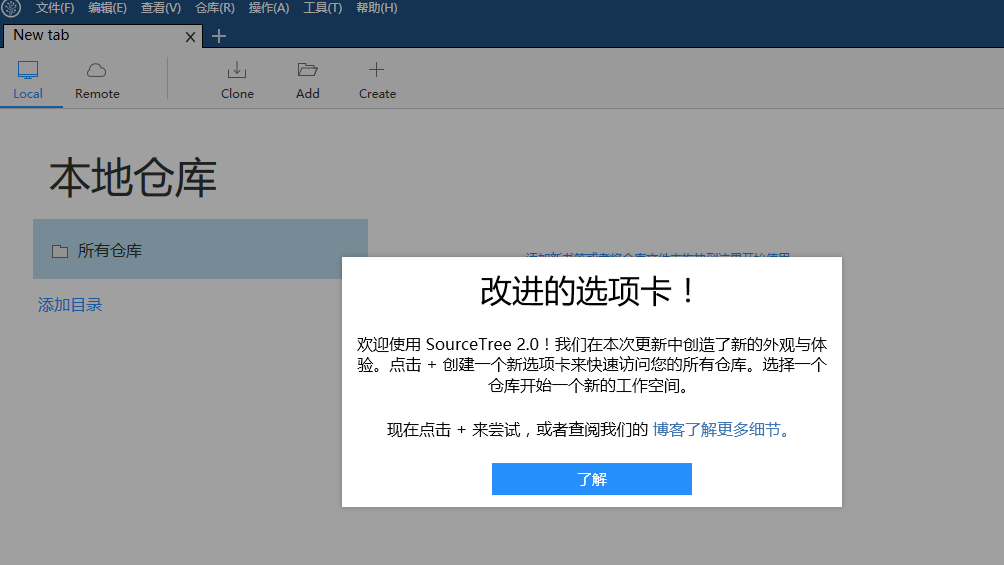 文件(F) 编辑(E) 查看(V) 仓库(R) 操作(A) 工具(T) 帮助(H)
New tab
Local Remote Clone Add Create
本地仓库
所有仓库
添加目录
改进的选项卡！
欢迎使用 SourceTree 2.0！我们在本次更新中创造了新的外观与体
验。点击 + 创建一个新选项卡来快速访问您的所有仓库。选择一个
仓库开始一个新的工作空间。
现在点击 + 来尝试，或者查阅我们的 博客了解更多细节。
了解